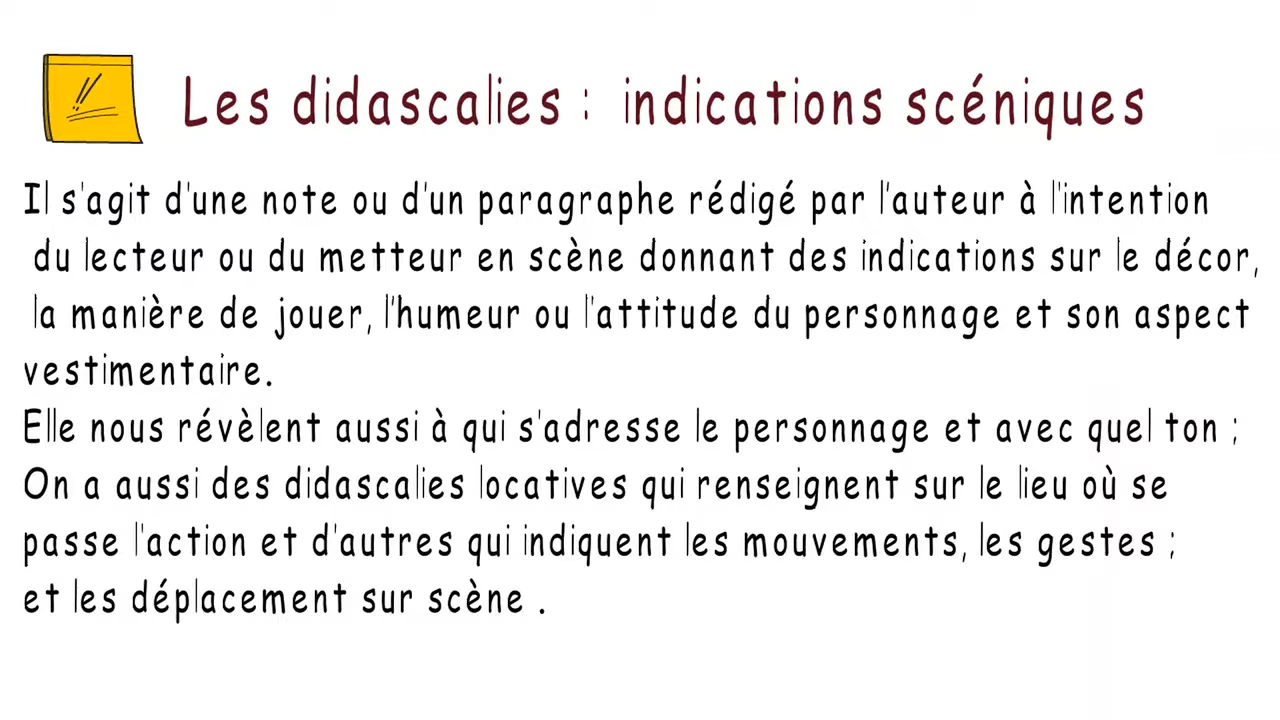 Les didascalies : indications scéniques
Il s'agit d'une note ou d'un paragraphe rédigé par l'auteur à l'intention
du lecteur ou du metteur en scène donnant des indications sur le décor,
la manière de jouer, l'humeur ou l'attitude du personnage et son aspect
vestimentaire.
Elle nous révèlent aussi à qui s'adresse le personnage et avec quel ton ;
On a aussi des didascalies locatives qui renseignent sur le lieu où se
passe l'action et d'autres qui indiquent les mouvements, les gestes ;
et les déplacement sur scène .